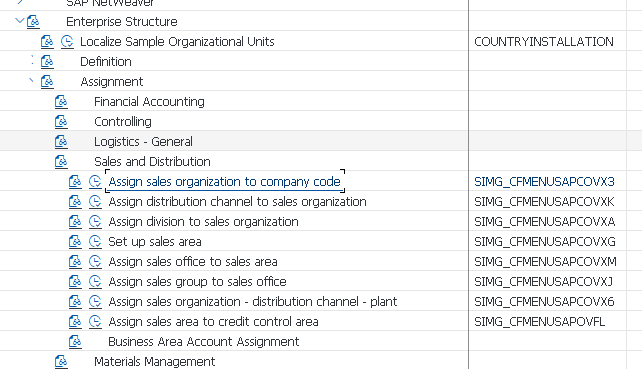 SAP NetWeaver
Enterprise Structure
Localize Sample Organizational Units COUNTRYINSTALLATION
Definition
Assignment
Financial Accounting
Controlling
Logistics - General
Sales and Distribution
Assign sales organization to company code SIMG_CFMENUSAPCOVX3
Assign distribution channel to sales organization SIMG_CFMENUSAPCOVXK
Assign division to sales organization SIMG_CFMENUSAPCOVXA
Set up sales area SIMG_CFMENUSAPCOVXG
Assign sales office to sales area SIMG_CFMENUSAPCOVXM
Assign sales group to sales office SIMG_CFMENUSAPCOVXJ
Assign sales organization - distribution channel - plant SIMG_CFMENUSAPCOVX6
Assign sales area to credit control area SIMG_CFMENUSAPOVFL
Business Area Account Assignment
Materials Management